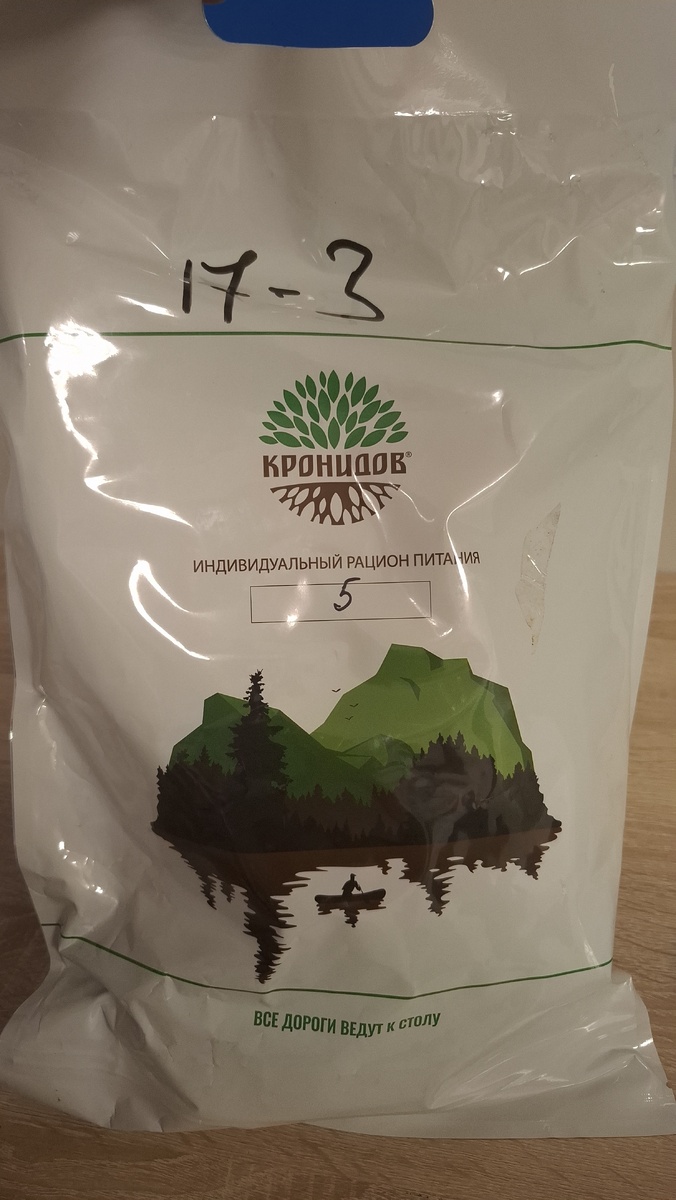 17-3
КРОНИДОВ®
ИНДИВИДУАЛЬНЫЙ РАЦИОН ПИТАНИЯ
5
ВСЕ ДОРОГИ ВЕДУТ К СТОЛУ